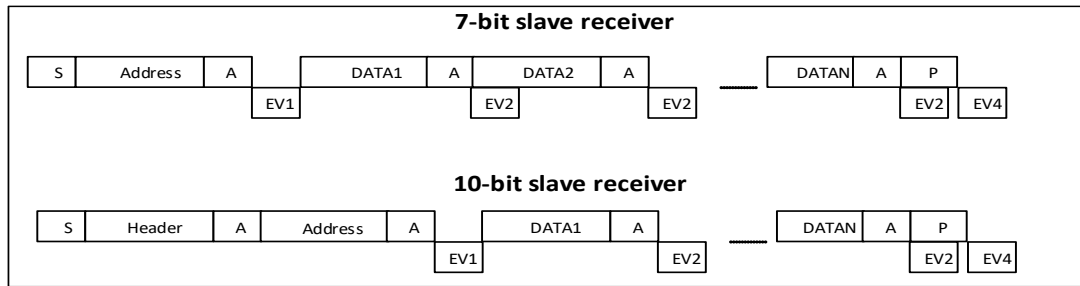 7-bit slave receiver
S Address A DATA1 A DATA2 A DATAN A P
EV1 EV2 EV2 EV2 EV4
10-bit slave receiver
S Header A Address A DATA1 A DATAN A P
EV1 EV2 EV2 EV4